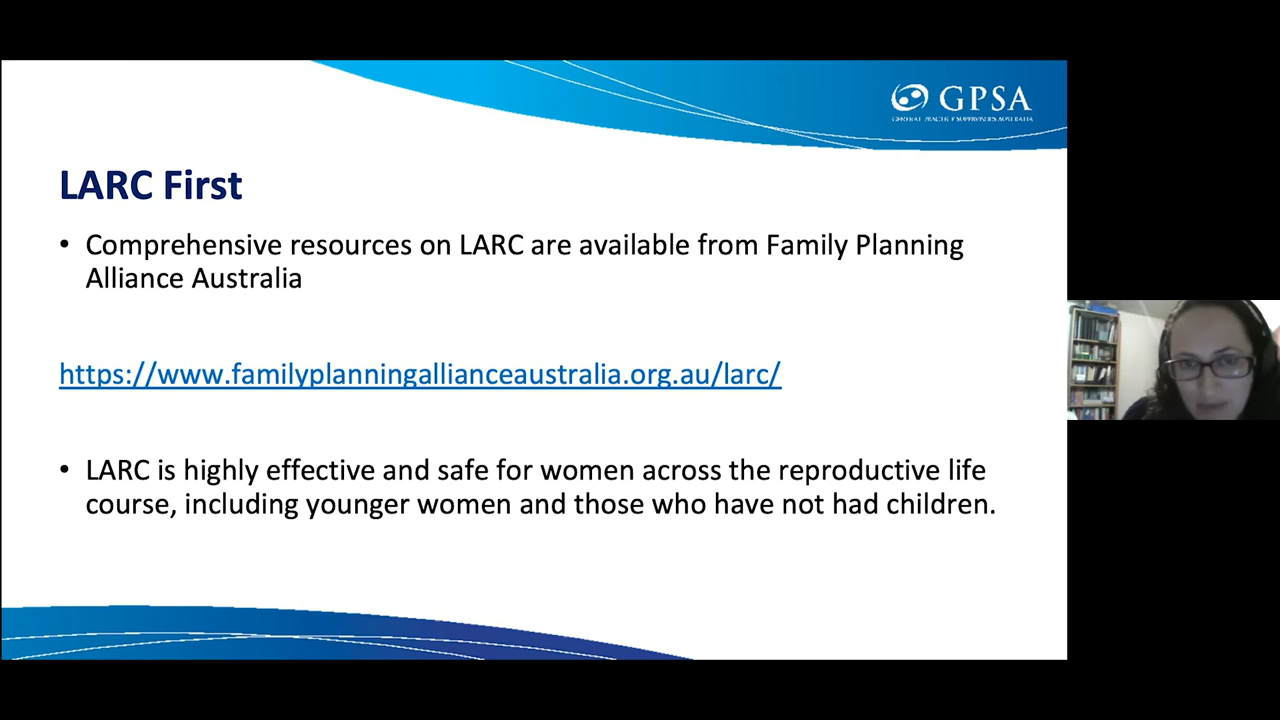 GPSA
GENERAL PRACTICE SUPERVISORS AUSTRALIA
LARC First
• Comprehensive resources on LARC are available from Family Planning
Alliance Australia
https://www.familyplanningallianceaustralia.org.au/larc/
• LARC is highly effective and safe for women across the reproductive life
course, including younger women and those who have not had children.